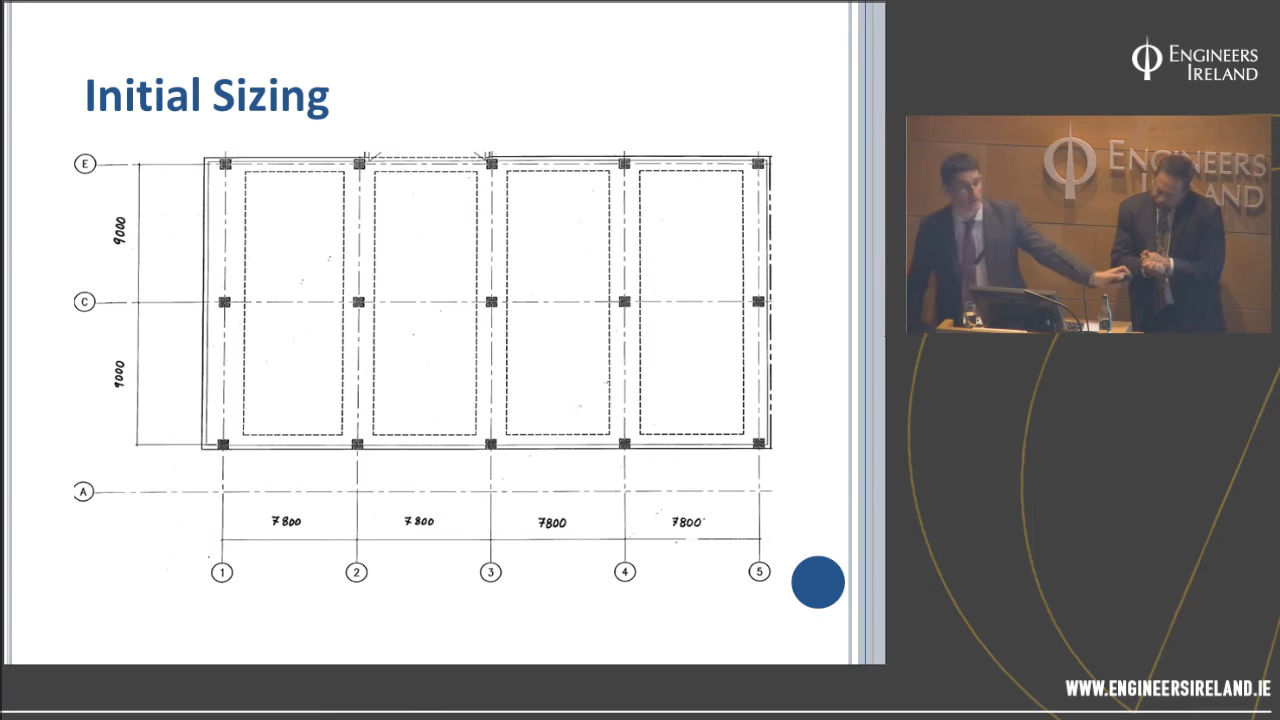 Initial Sizing
E
9000
C
9000
A
7800
7800
7800
7800
1
2
3
4
5
ENGINEERS
IRELAND
ENGINEERS
IRELAND
WWW.ENGINEERSIRELAND.IE